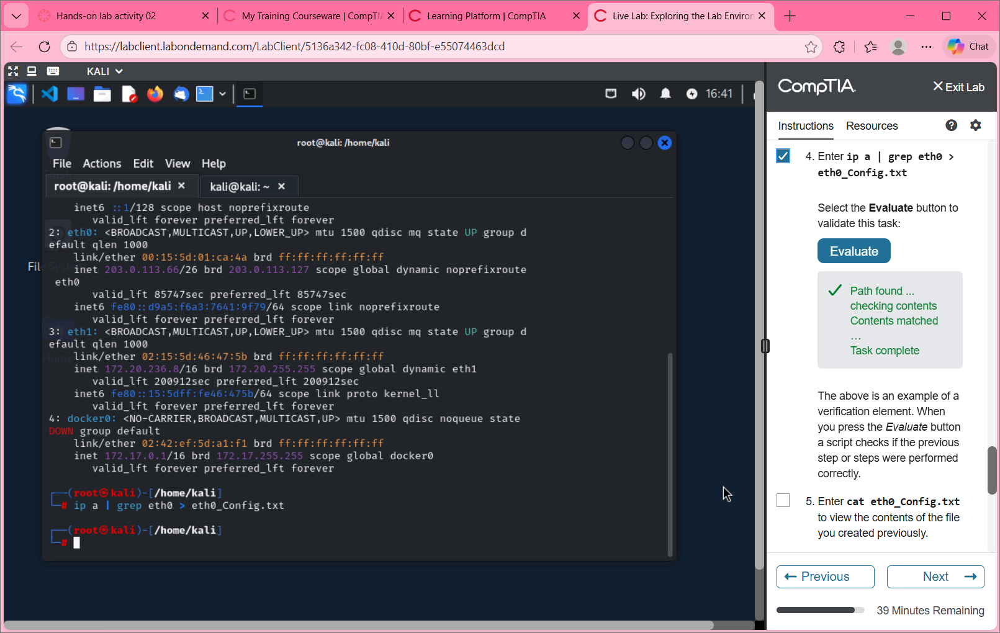 Hands-on lab activity 02
My Training Courseware | CompTIA
Learning Platform | CompTIA
Live Lab: Exploring the Lab Environ
https://labclient.labondemand.com/LabClient/5136a342-fc08-410d-80bf-e55074463dcd
Chat
KALI
16:41
root@kali: /home/kali
File Actions Edit View Help
root@kali: /home/kali
kali@kali: ~
Trash
File System
Home
inet6 ::1/128 scope host noprefixroute
valid_lft forever preferred_lft forever
2: eth0: <BROADCAST,MULTICAST,UP,LOWER_UP> mtu 1500 qdisc mq state UP group d
efault qlen 1000
link/ether 00:15:5d:01:ca:4a brd ff:ff:ff:ff:ff:ff
inet 203.0.113.66/26 brd 203.0.113.127 scope global dynamic noprefixroute
eth0
valid_lft 85747sec preferred_lft 85747sec
inet6 fe80::d9a5:f6a3:7641:9f79/64 scope link noprefixroute
valid_lft forever preferred_lft forever
3: eth1: <BROADCAST,MULTICAST,UP,LOWER_UP> mtu 1500 qdisc mq state UP group d
efault qlen 1000
link/ether 02:15:5d:46:47:5b brd ff:ff:ff:ff:ff:ff
inet 172.20.236.8/16 brd 172.20.255.255 scope global dynamic eth1
valid_lft 200912sec preferred_lft 200912sec
inet6 fe80::15:5dff:fe46:475b/64 scope link proto kernel_ll
valid_lft forever preferred_lft forever
4: docker0: <NO-CARRIER,BROADCAST,MULTICAST,UP> mtu 1500 qdisc noqueue state
DOWN group default
link/ether 02:42:ef:5d:a1:f1 brd ff:ff:ff:ff:ff:ff
inet 172.17.0.1/16 brd 172.17.255.255 scope global docker0
valid_lft forever preferred_lft forever
┌──(root㉿kali)-[/home/kali]
└─# ip a | grep eth0 > eth0_Config.txt
┌──(root㉿kali)-[/home/kali]
└─#
CompTIA.
Exit Lab
Instructions Resources
4. Enter ip a | grep eth0 >
eth0_Config.txt
Select the Evaluate button to
validate this task:
Evaluate
Path found ...
checking contents
Contents matched
...
Task complete
The above is an example of a
verification element. When
you press the Evaluate button
a script checks if the previous
step or steps were performed
correctly.
5. Enter cat eth0_Config.txt
to view the contents of the file
you created previously.
Previous
Next
39 Minutes Remaining